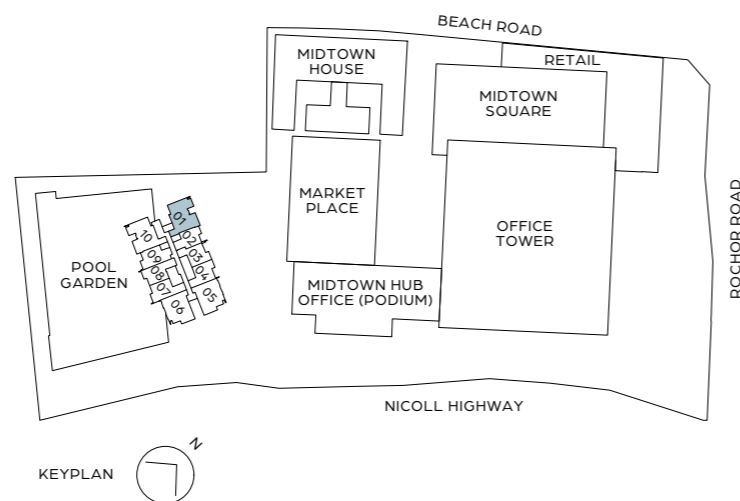 BEACH ROAD
MIDTOWN
HOUSE
RETAIL
MIDTOWN
SQUARE
MARKET
PLACE
OFFICE
TOWER
ROCHOR ROAD
01
02
03
04
05
10
09
08
07
06
POOL
GARDEN
MIDTOWN HUB
OFFICE (PODIUM)
NICOLL HIGHWAY
KEYPLAN
N